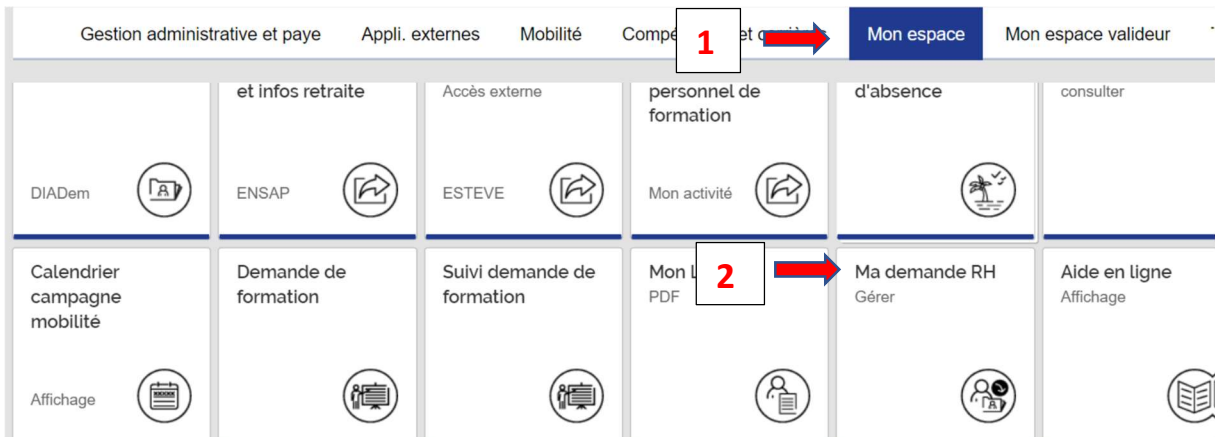 Gestion administrative et paye Appli. externes Mobilité et Mon espace Mon espace valideur
1
et infos retraite
Accès externe
personnel de
formation
d'absence
consulter
DIADem
ENSAP
ESTEVE
Mon activité
Calendrier
campagne
mobilité
Affichage
Demande de
formation
Suivi demande de
formation
Mon
PDF
2
Ma demande RH
Gérer
Aide en ligne
Affichage